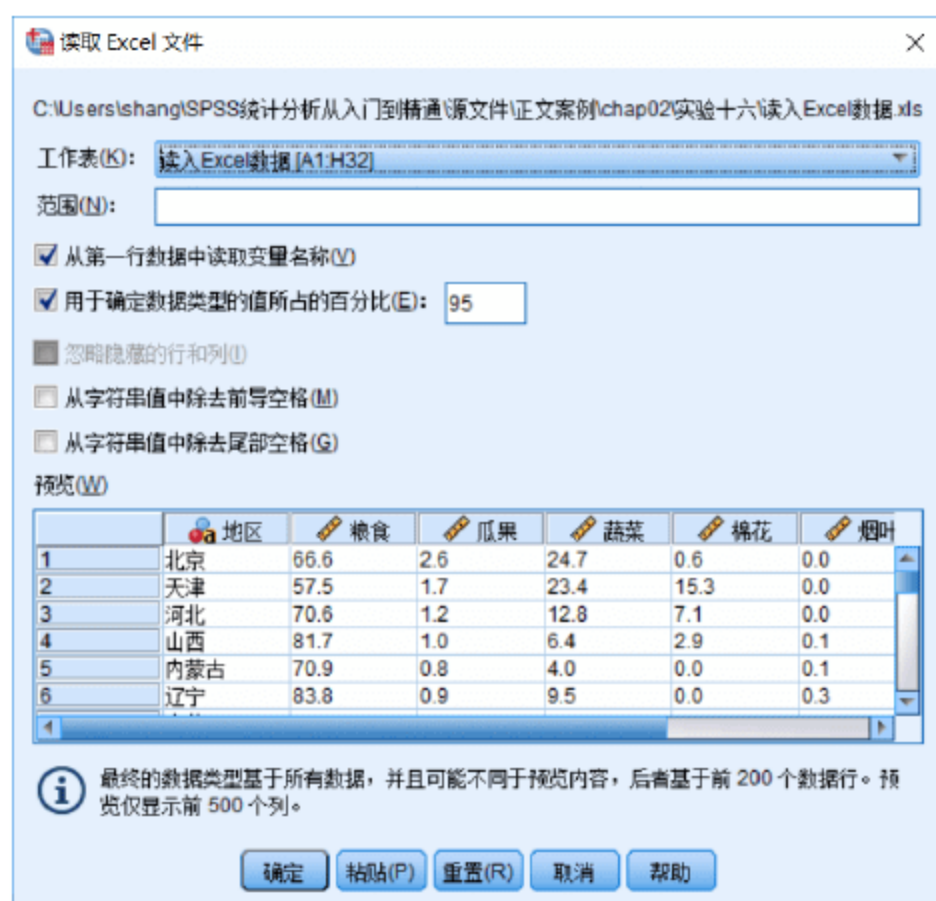 读取 Excel 文件
C:\Users\shang\SPSS统计分析从入门到精通\源文件\正文案例\chap02\实验十六\读入Excel数据.xls
工作表(K): 读入Excel数据 [A1:H32]
范围(N):
从第一行数据中读取变量名称(V)
用于确定数据类型的值所占的百分比(E): 95
忽略隐藏的行和列(I)
从字符串值中除去前导空格(M)
从字符串值中除去尾部空格(G)
预览(W)
地区 粮食 瓜果 蔬菜 棉花 烟叶
1 北京 66.6 2.6 24.7 0.6 0.0
2 天津 57.5 1.7 23.4 15.3 0.0
3 河北 70.6 1.2 12.8 7.1 0.0
4 山西 81.7 1.0 6.4 2.9 0.1
5 内蒙古 70.9 0.8 4.0 0.0 0.1
6 辽宁 83.8 0.9 9.5 0.0 0.3
最终的数据类型基于所有数据，并且可能不同于预览内容，后者基于前 200 个数据行。预
览仅显示前 500 个列。
确定 粘贴(P) 重置(R) 取消 帮助